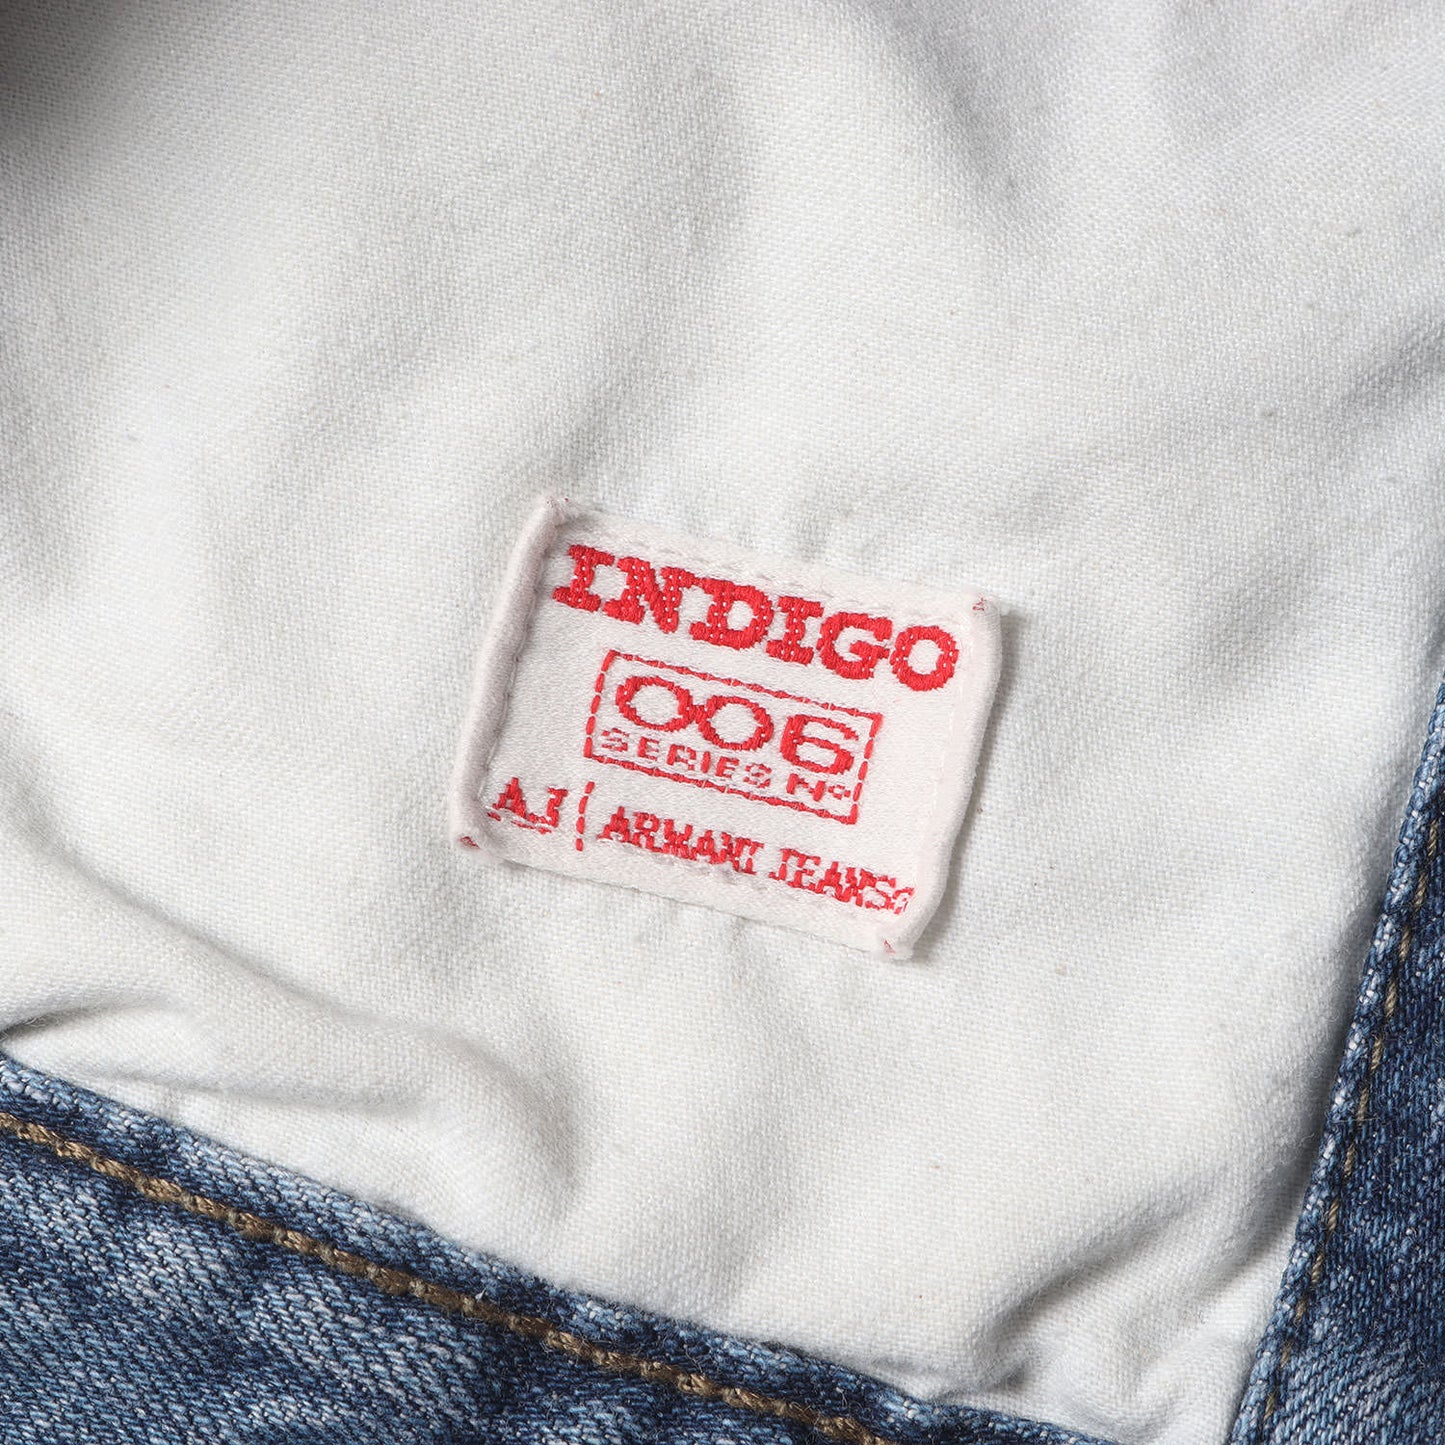 INDIGO
006
SERIES Nº
AJ | ARMANI JEANS